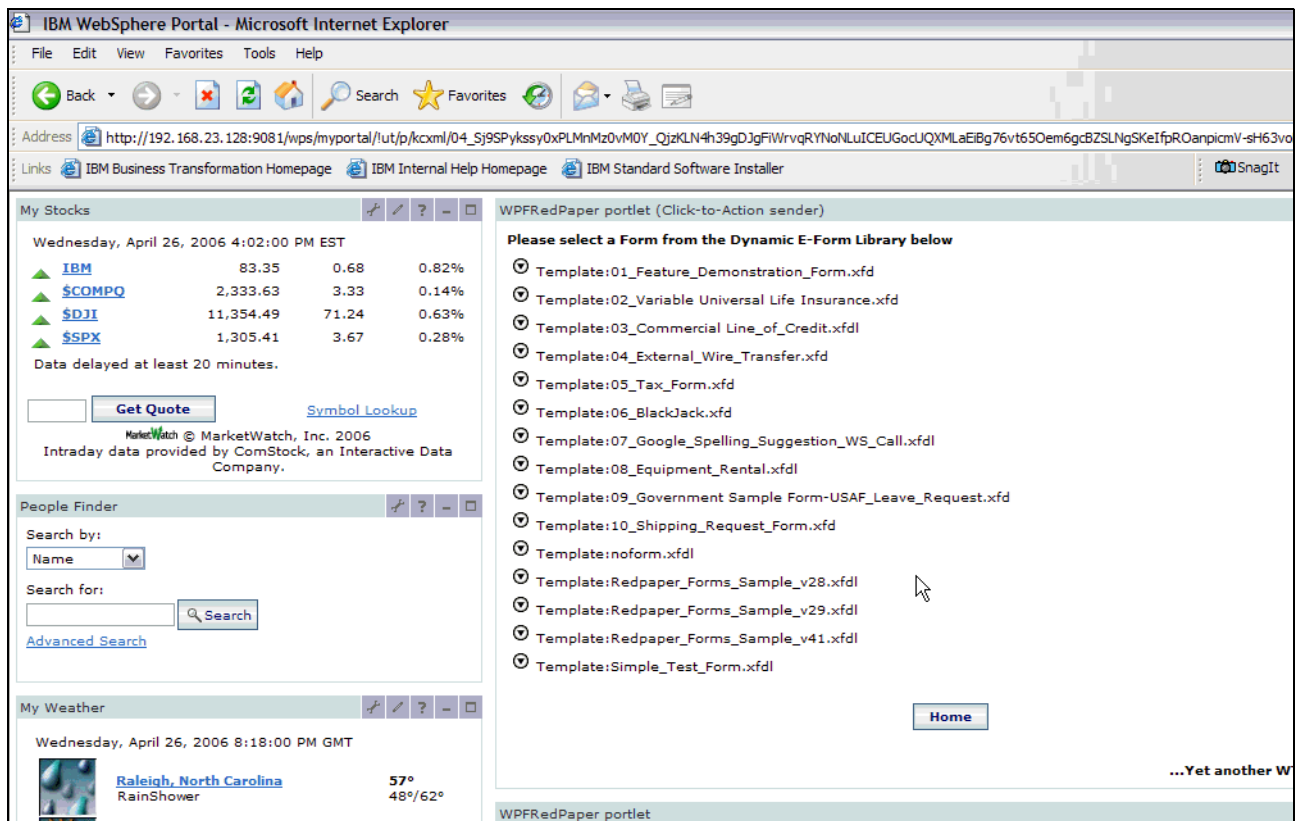 IBM WebSphere Portal - Microsoft Internet Explorer
File Edit View Favorites Tools Help
Back Search Favorites
Address http://192.168.23.128:9081/wps/myportal/!ut/p/kcxml/04_Sj9SPykssy0xPLMnMz0vM0Y_QjzKLN4h39gDJgFiWrvqRYNoNLuICEUGocUQXMLaEiBg76vt65Oem6gcBZSLNgSKeIfpROanpicmV-sH63vo
Links IBM Business Transformation Homepage IBM Internal Help Homepage IBM Standard Software Installer SnagIt
My Stocks
Wednesday, April 26, 2006 4:02:00 PM EST
IBM 83.35 0.68 0.82%
$COMPQ 2,333.63 3.33 0.14%
$DJI 11,354.49 71.24 0.63%
$SPX 1,305.41 3.67 0.28%
Data delayed at least 20 minutes.
Get Quote Symbol Lookup
MarketWatch © MarketWatch, Inc. 2006
Intraday data provided by ComStock, an Interactive Data
Company.
People Finder
Search by:
Name
Search for:
Search
Advanced Search
My Weather
Wednesday, April 26, 2006 8:18:00 PM GMT
Raleigh, North Carolina 57°
RainShower 48°/62°
WPFRedPaper portlet (Click-to-Action sender)
Please select a Form from the Dynamic E-Form Library below
Template:01_Feature_Demonstration_Form.xfd
Template:02_Variable Universal Life Insurance.xfd
Template:03_Commercial Line_of_Credit.xfdl
Template:04_External_Wire_Transfer.xfd
Template:05_Tax_Form.xfd
Template:06_BlackJack.xfd
Template:07_Google_Spelling_Suggestion_WS_Call.xfdl
Template:08_Equipment_Rental.xfdl
Template:09_Government Sample Form-USAF_Leave_Request.xfd
Template:10_Shipping_Request_Form.xfd
Template:noform.xfdl
Template:Redpaper_Forms_Sample_v28.xfdl
Template:Redpaper_Forms_Sample_v29.xfdl
Template:Redpaper_Forms_Sample_v41.xfdl
Template:Simple_Test_Form.xfdl
Home
...Yet another
WPFRedPaper portlet